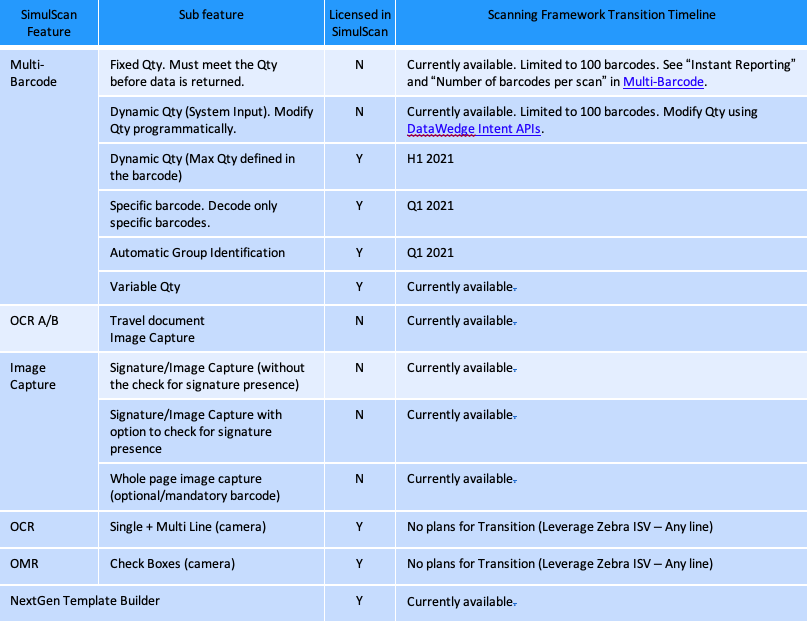 SimulScan Feature
Sub feature
Licensed in SimulScan
Scanning Framework Transition Timeline
Multi-
Barcode
Fixed Qty. Must meet the Qty
before data is returned.
N
Currently available. Limited to 100 barcodes. See “Instant Reporting”
and “Number of barcodes per scan” in Multi-Barcode.
Dynamic Qty (System Input). Modify
Qty programmatically.
N
Currently available. Limited to 100 barcodes. Modify Qty using
DataWedge Intent APIs.
Dynamic Qty (Max Qty defined in
the barcode)
Y
H1 2021
Specific barcode. Decode only
specific barcodes.
Y
Q1 2021
Automatic Group Identification
Y
Q1 2021
Variable Qty
Y
Currently available.
OCR A/B
Travel document
Image Capture
N
Currently available.
Image
Capture
Signature/Image Capture (without
the check for signature presence)
N
Currently available.
Signature/Image Capture with
option to check for signature
presence
N
Currently available.
Whole page image capture
(optional/mandatory barcode)
N
Currently available.
OCR
Single + Multi Line (camera)
Y
No plans for Transition (Leverage Zebra ISV – Any line)
OMR
Check Boxes (camera)
Y
No plans for Transition (Leverage Zebra ISV – Any line)
NextGen Template Builder
Y
Currently available.